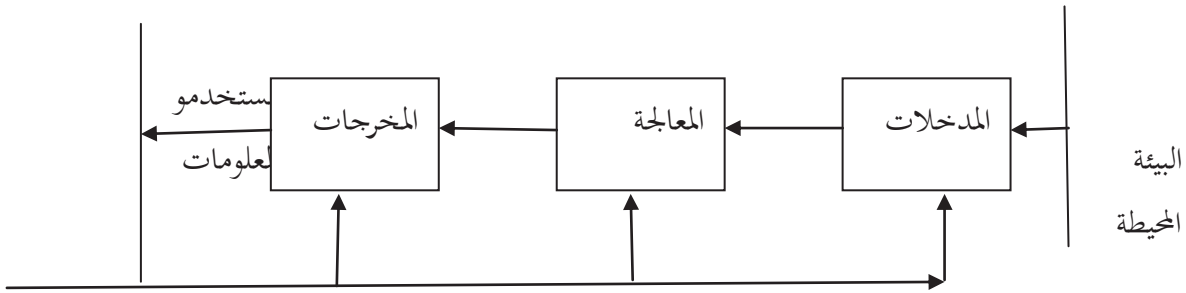 البيئة
المحيطة
المدخلات
المعالجة
المخرجات
ستخدمو
لعلومات